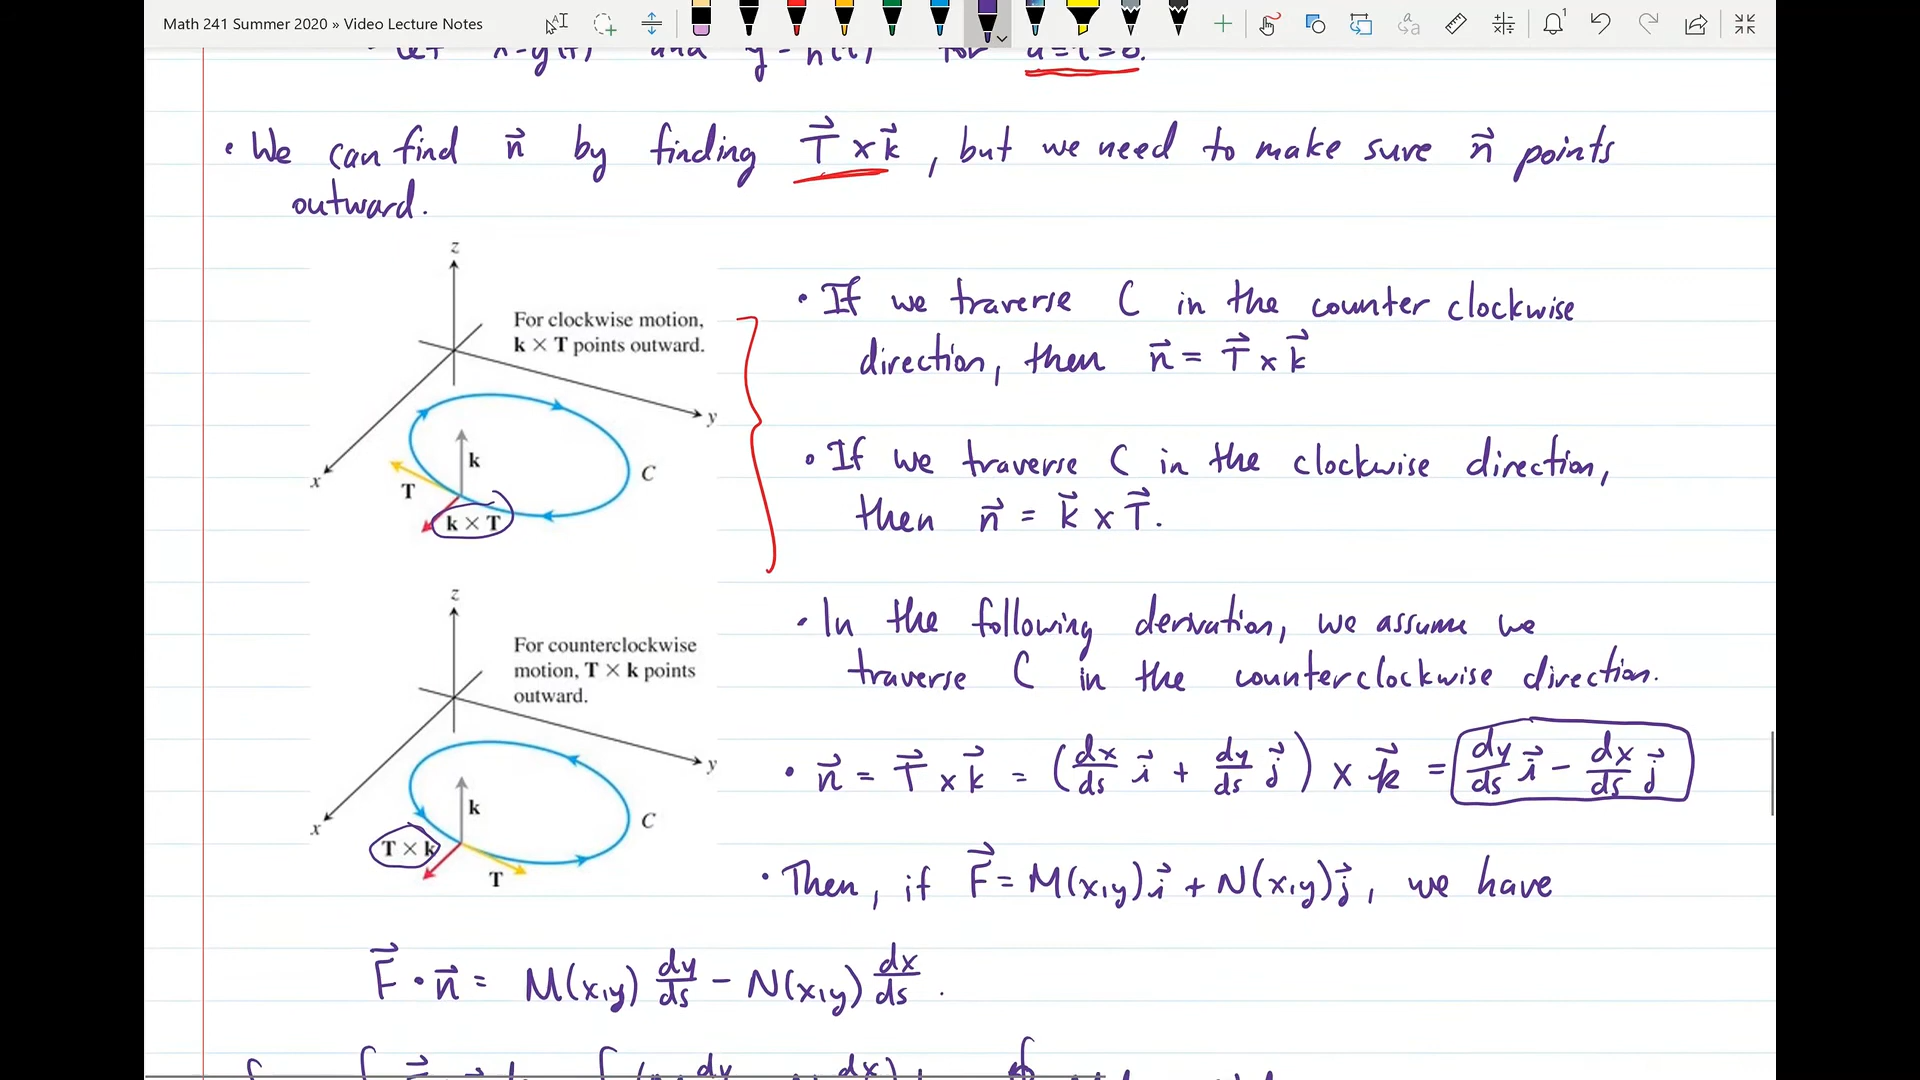 Math 241 Summer 2020 » Video Lecture Notes
and for
• We can find n⃗ by finding T⃗ × k⃗, but we need to make sure n⃗ points
outward.
z
For clockwise motion,
k × T points outward.
y
x
k
C
T
k × T
• If we traverse C in the counter clockwise
direction, then n⃗ = T⃗ × k⃗
• If we traverse C in the clockwise direction,
then n⃗ = k⃗ × T⃗.
z
For counterclockwise
motion, T × k points
outward.
y
x
k
C
T × k
T
• In the following derivation, we assume we
traverse C in the counterclockwise direction.
• n⃗ = T⃗ × k⃗ = (dx/ds i⃗ + dy/ds j⃗) × k⃗ = dy/ds i⃗ − dx/ds j⃗
• Then, if F⃗ = M(x,y)i⃗ + N(x,y)j⃗, we have
F⃗ · n⃗ = M(x,y) dy/ds − N(x,y) dx/ds.